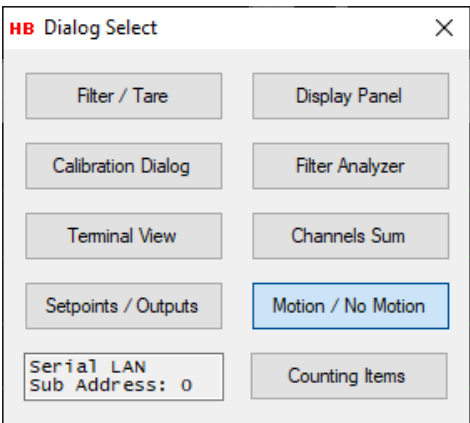 HB Dialog Select
Filter / Tare
Display Panel
Calibration Dialog
Filter Analyzer
Terminal View
Channels Sum
Setpoints / Outputs
Motion / No Motion
Serial LAN
Sub Address: 0
Counting Items